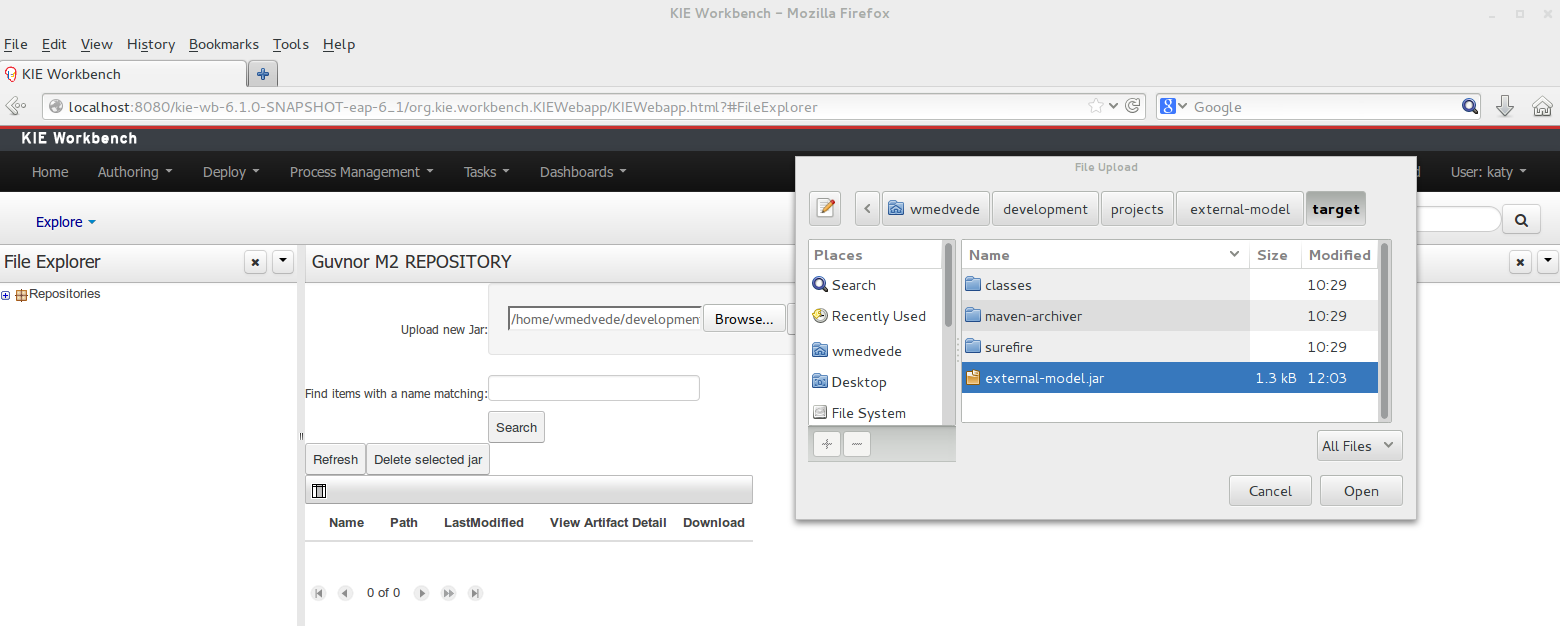 KIE Workbench - Mozilla Firefox
File Edit View History Bookmarks Tools Help
KIE Workbench
localhost:8080/kie-wb-6.1.0-SNAPSHOT-eap-6_1/org.kie.workbench.KIEWebapp/KIEWebapp.html?#FileExplorer
Google
KIE Workbench
Home Authoring Deploy Process Management Tasks Dashboards
User: katy
Explore
File Explorer
Repositories
Guvnor M2 REPOSITORY
Upload new Jar:
/home/wmedvede/developmen
Browse...
Find items with a name matching:
Search
Refresh Delete selected jar
Name Path LastModified View Artifact Detail Download
0 of 0
File Upload
wmedvede development projects external-model target
Places
Search
Recently Used
wmedvede
Desktop
File System
Name Size Modified
classes 10:29
maven-archiver 10:29
surefire 10:29
external-model.jar 1.3 kB 12:03
All Files
Cancel Open